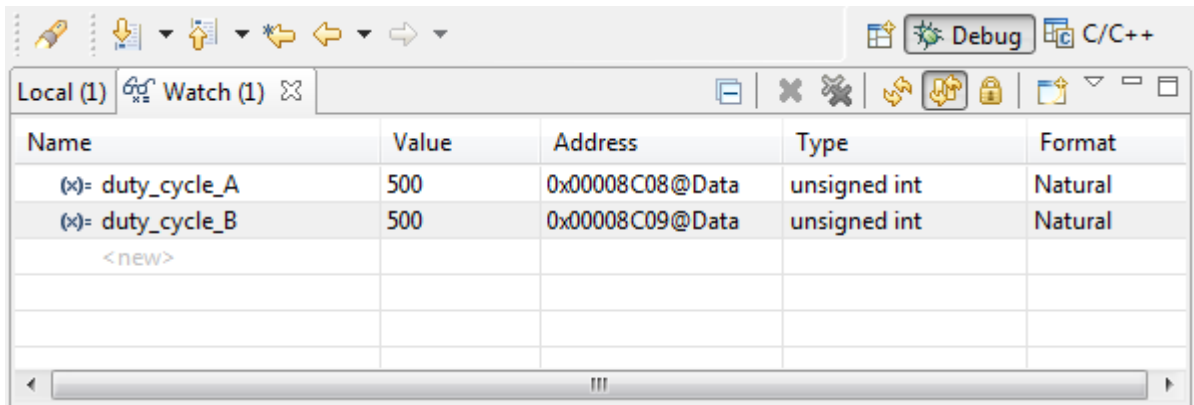 Debug C/C++
Local (1) Watch (1)
Name Value Address Type Format
(x)= duty_cycle_A 500 0x00008C08@Data unsigned int Natural
(x)= duty_cycle_B 500 0x00008C09@Data unsigned int Natural
<new>